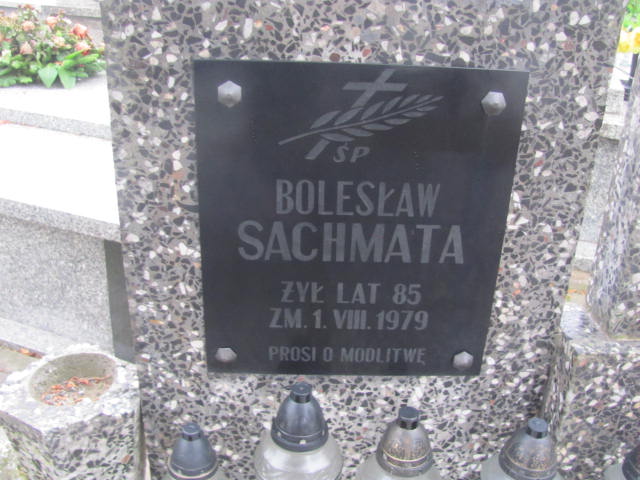 ŚP
BOLESŁAW
SACHMATA
ŻYŁ LAT 85
ZM. 1. VIII. 1979
PROSI O MODLITWĘ